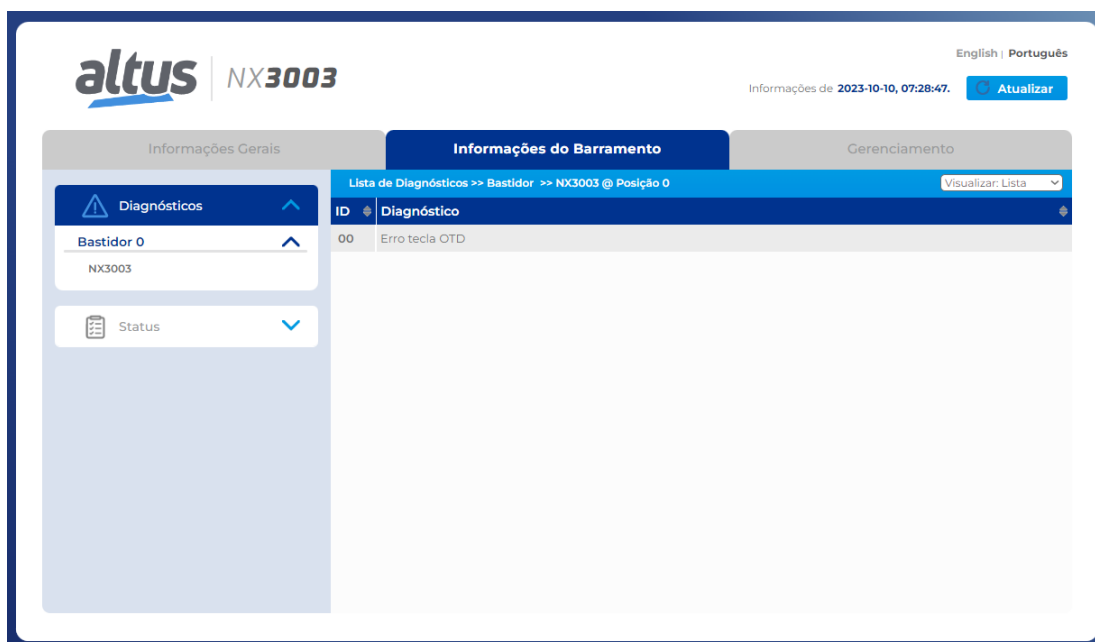 English | Português
altus | NX3003
Informações de 2023-10-10, 07:28:47. Atualizar
Informações Gerais Informações do Barramento Gerenciamento
Lista de Diagnósticos >> Bastidor >> NX3003 @ Posição 0 Visualizar: Lista
Diagnósticos
ID Diagnóstico
Bastidor 0
00 Erro tecla OTD
NX3003
Status